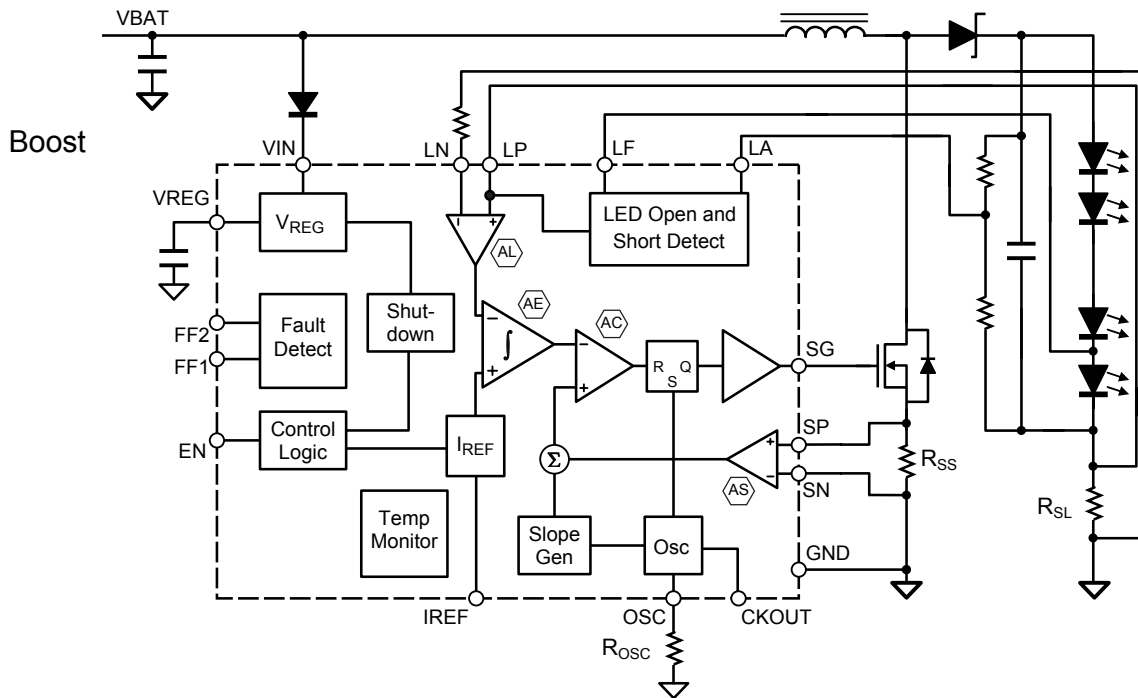 VBAT
Boost
VIN
LN
LP
LF
LA
VREG
VREG
LED Open and
Short Detect
AL
Shut-
down
AE
AC
FF2
FF1
Fault
Detect
−
+
−
+
∫
−
+
R
S
Q
SG
EN
Control
Logic
IREF
Σ
SP
+
−
AS
SN
RSS
RSL
Temp
Monitor
Slope
Gen
Osc
GND
IREF
OSC
CKOUT
ROSC